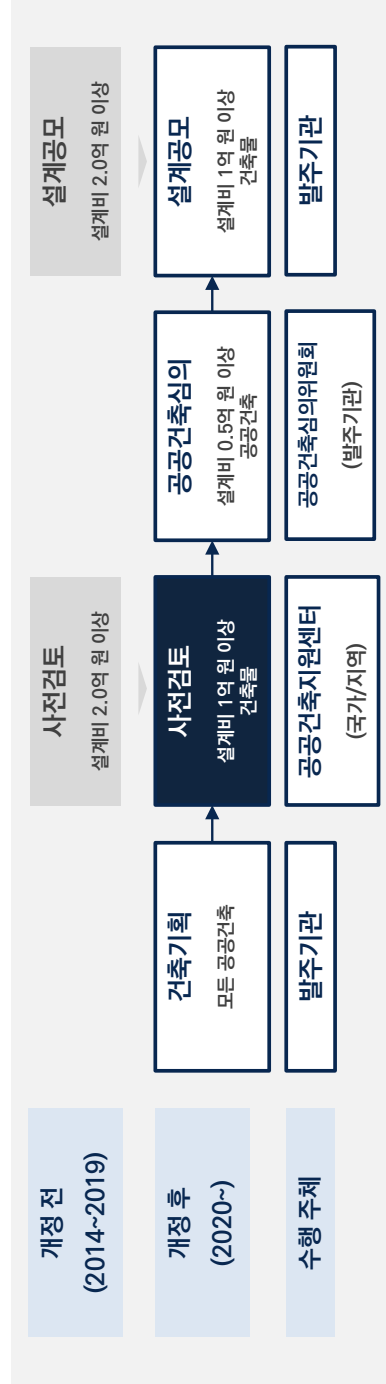 개정 전
(2014~2019)
사전검토
설계비 2.0억 원 이상
설계공모
설계비 2.0억 원 이상
개정 후
(2020~)
건축기획
모든 공공건축
사전검토
설계비 1억 원 이상
건축물
공공건축심의
설계비 0.5억 원 이상
공공건축
설계공모
설계비 1억 원 이상
건축물
수행 주체
발주기관
공공건축지원센터
(국가/지역)
공공건축심의위원회
(발주기관)
발주기관